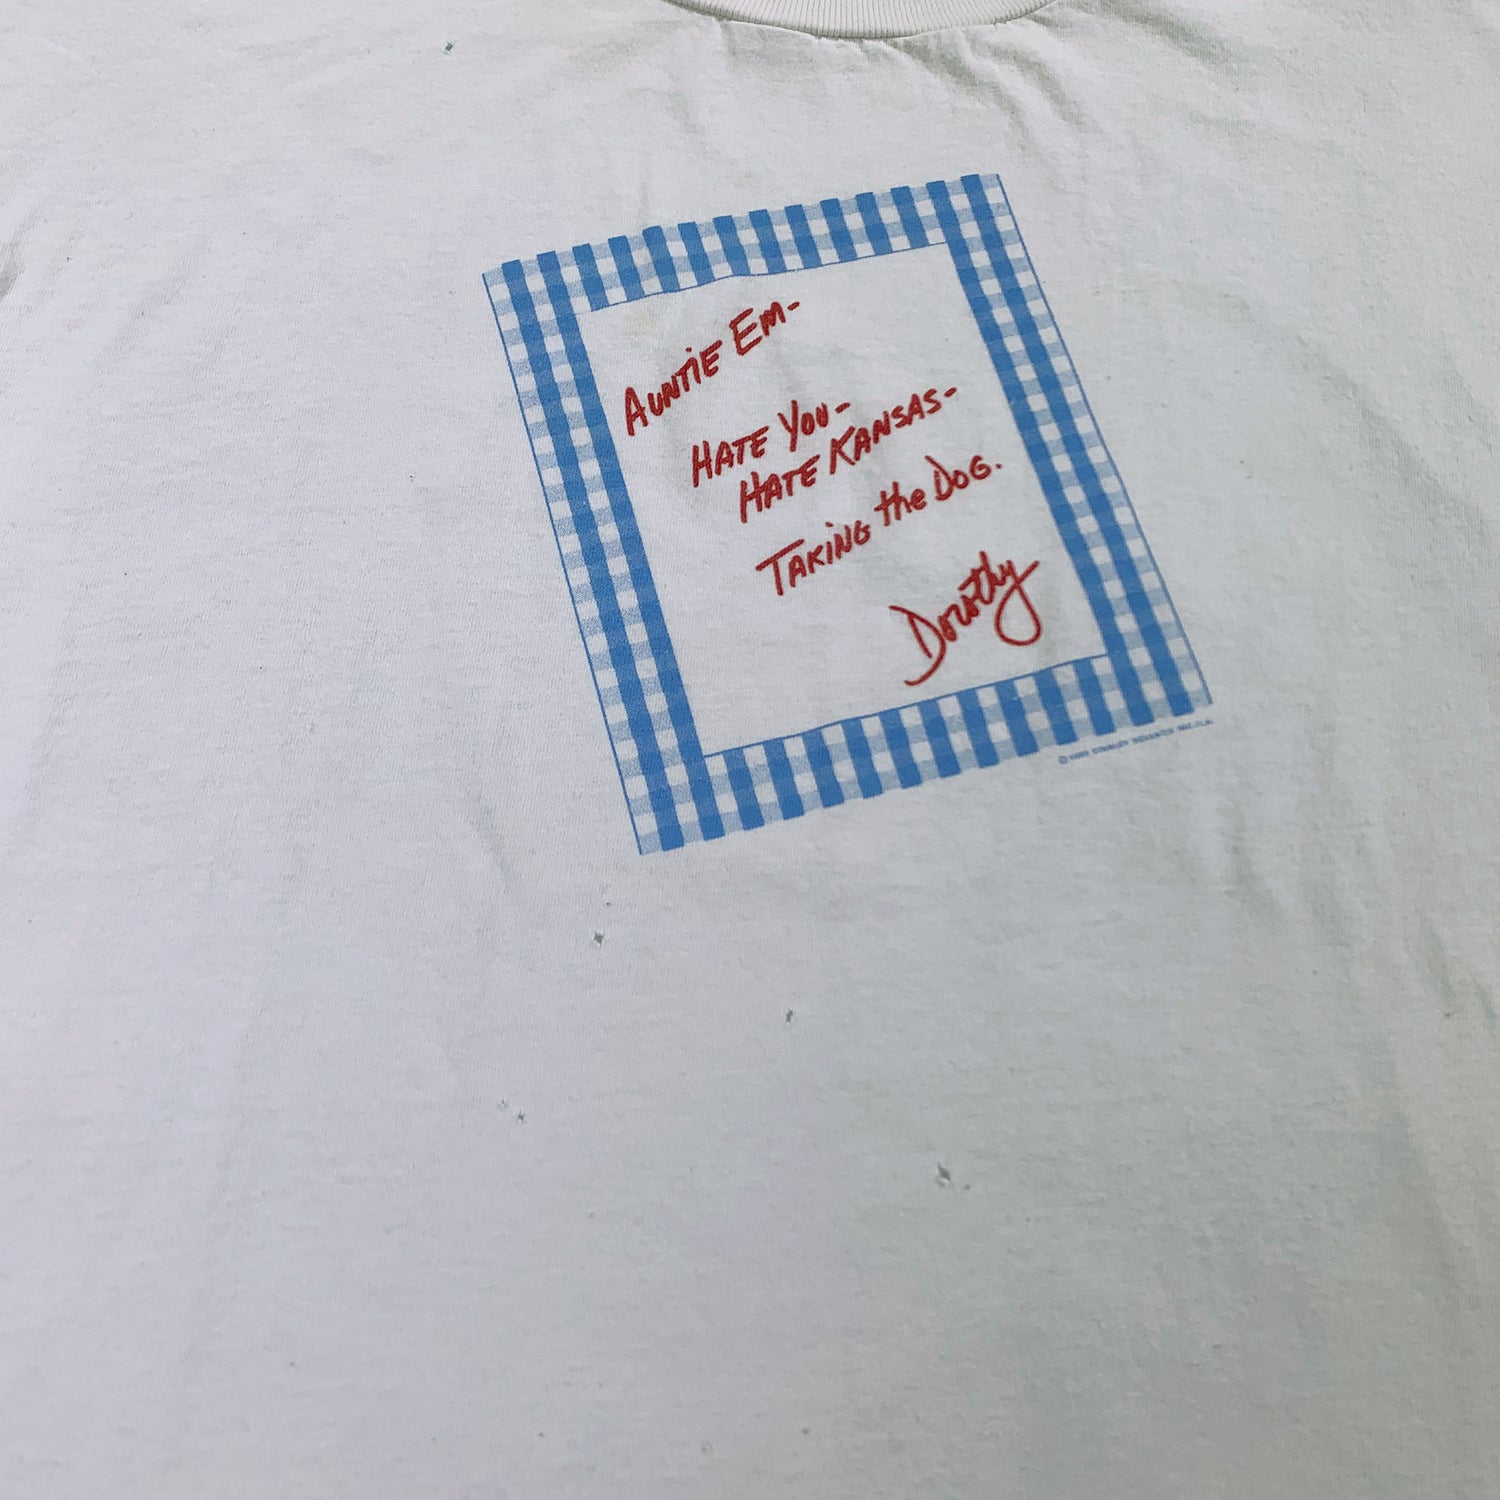 AUNTIE EM-
HATE YOU-
HATE KANSAS-
TAKING the DOG.
Dorothy
©